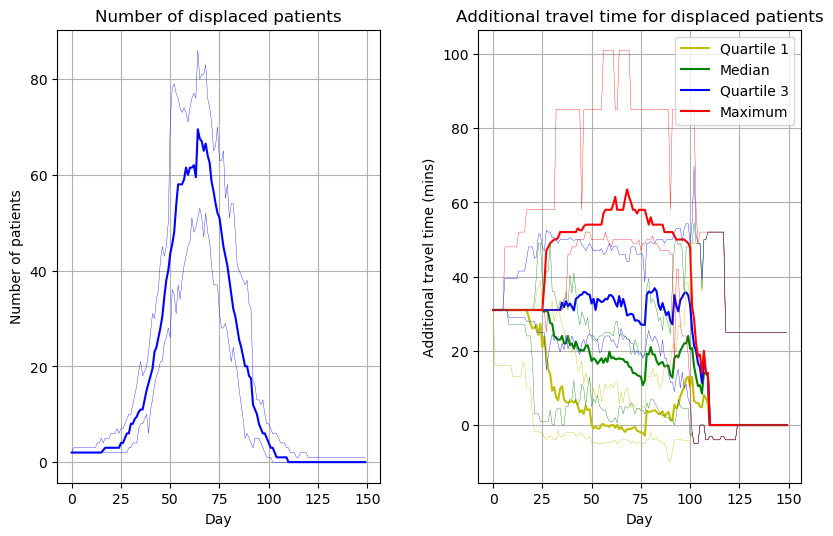 Number of displaced patients
Number of patients
80
60
40
20
0
0 25 50 75 100 125 150
Day
Additional travel time for displaced patients
Additional travel time (mins)
100
80
60
40
20
0
0 25 50 75 100 125 150
Day
Quartile 1
Median
Quartile 3
Maximum